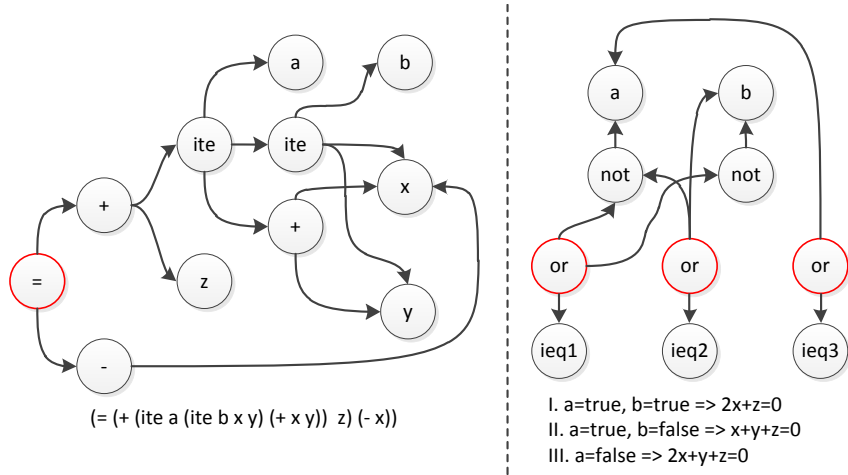 a
b
ite
ite
x
+
+
=
z
y
-
(= (+ (ite a (ite b x y) (+ x y))  z) (- x))
a
b
not
not
or
or
or
ieq1
ieq2
ieq3
I. a=true, b=true => 2x+z=0
II. a=true, b=false => x+y+z=0
III. a=false => 2x+y+z=0